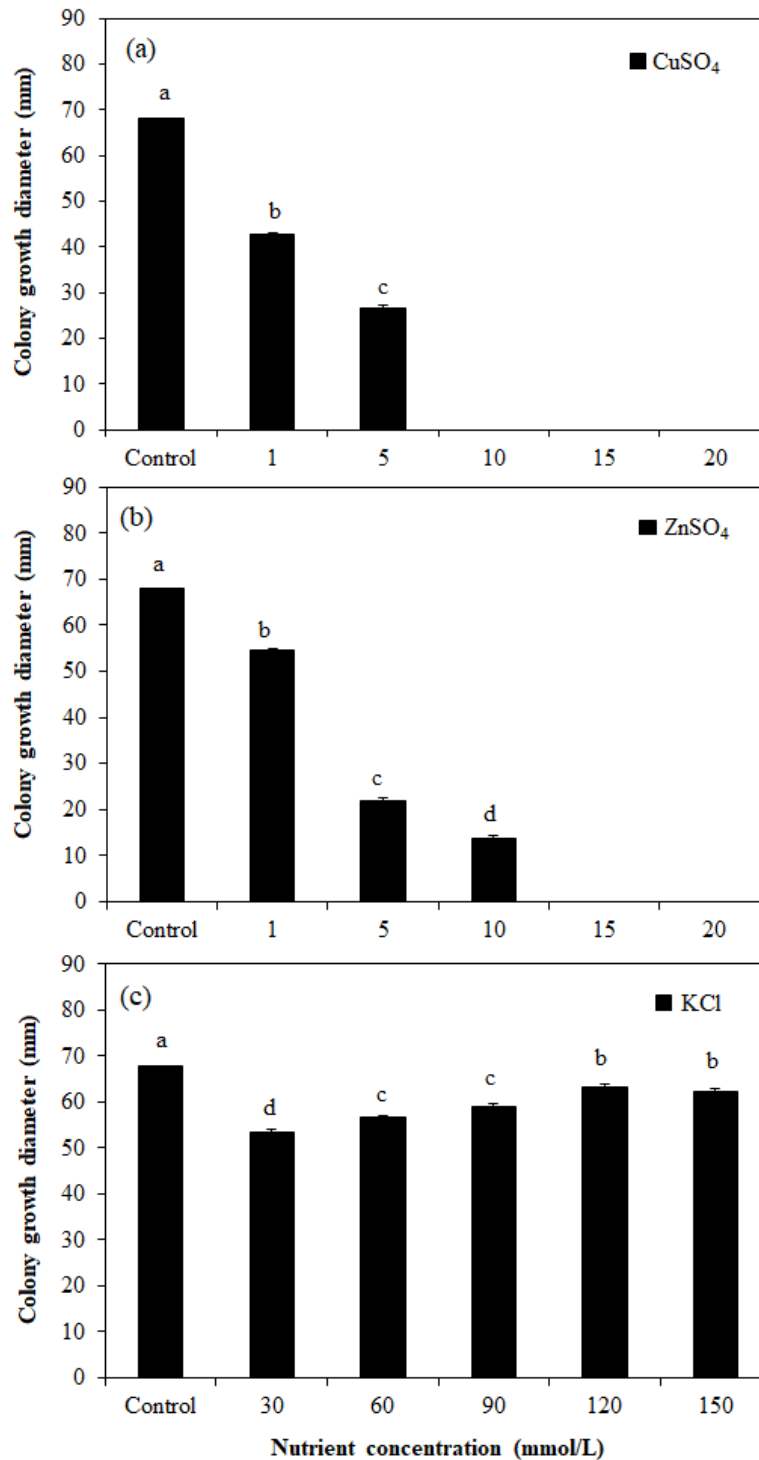 (a)
CuSO₄
Colony growth diameter (mm)
90
80
70
60
50
40
30
20
10
0
a
b
c
Control 1 5 10 15 20
(b)
ZnSO₄
Colony growth diameter (mm)
90
80
70
60
50
40
30
20
10
0
a
b
c
d
Control 1 5 10 15 20
(c)
KCl
Colony growth diameter (mm)
90
80
70
60
50
40
30
20
10
0
a
d
c
c
b
b
Control 30 60 90 120 150
Nutrient concentration (mmol/L)